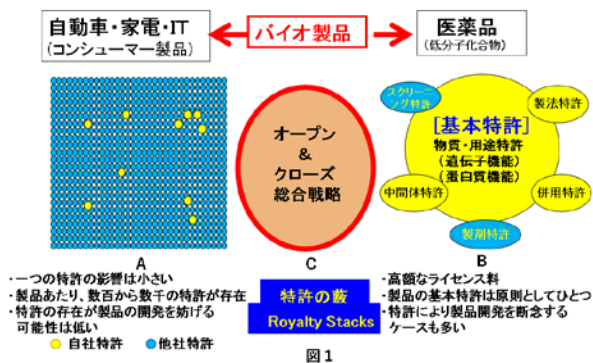 自動車・家電・IT
(コンシューマー製品)
バイオ製品
医薬品
(低分子化合物)
オープン
&
クローズ
総合戦略
スクリーニ
ング特許
製法特許
[基本特許]
物質・用途特許
(遺伝子機能)
(蛋白質機能)
中間体特許
併用特許
製剤特許
A
C
B
・一つの特許の影響は小さい
・製品あたり、数百から数千の特許が存在
・特許の存在が製品の開発を妨げる
可能性は低い
自社特許
他社特許
特許の藪
Royalty Stacks
・高額なライセンス料
・製品の基本特許は原則としてひとつ
・特許により製品開発を断念する
ケースも多い
図1